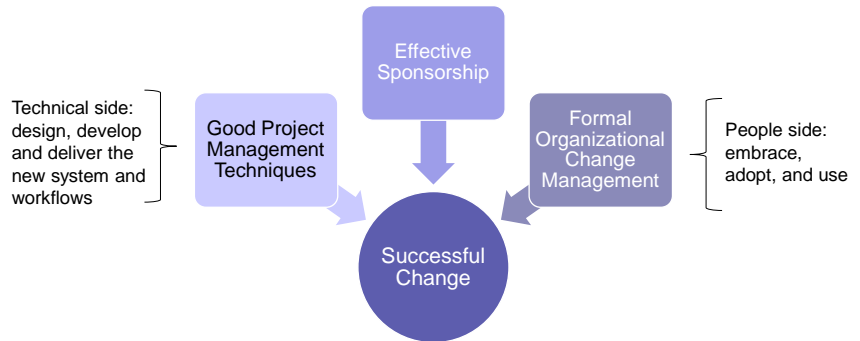 Effective
Sponsorship
Technical side:
design, develop
and deliver the
new system and
workflows
Good Project
Management
Techniques
Formal
Organizational
Change
Management
People side:
embrace,
adopt, and use
Successful
Change